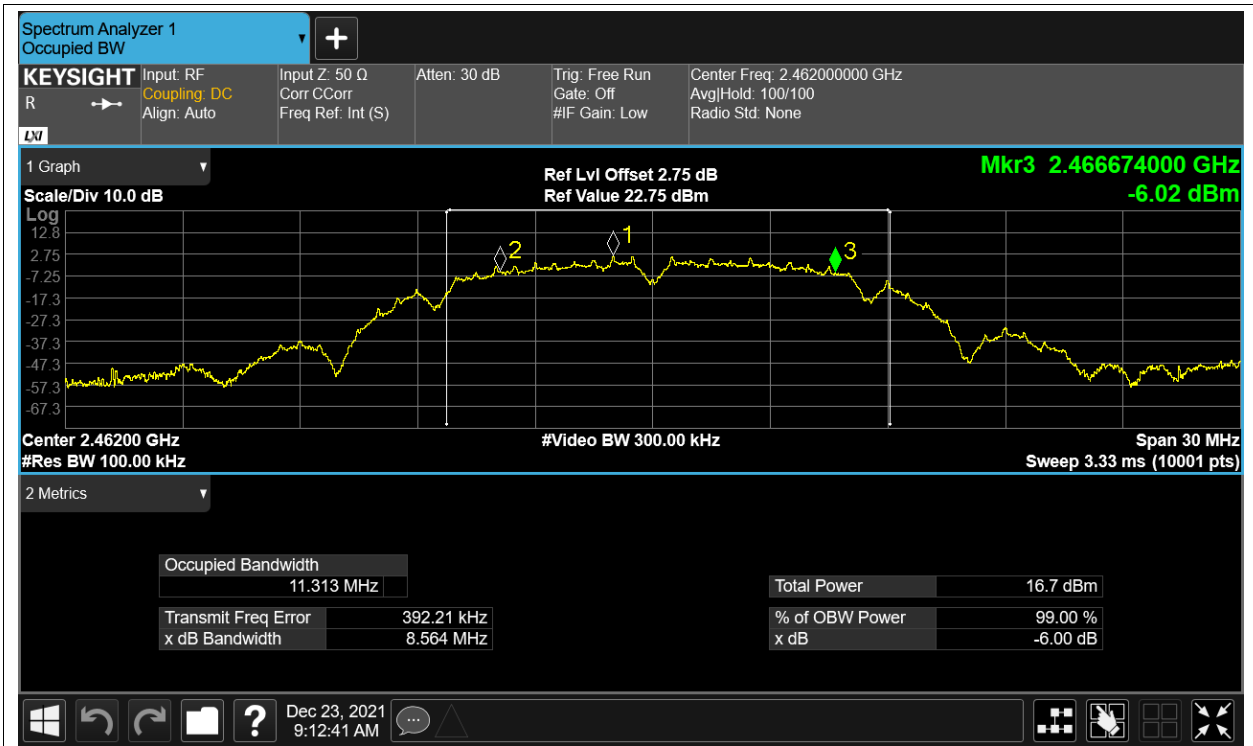 Spectrum Analyzer 1
Occupied BW
KEYSIGHT
R
LXI
Input: RF
Coupling: DC
Align: Auto
Input Z: 50 Ω
Corr CCorr
Freq Ref: Int (S)
Atten: 30 dB
Trig: Free Run
Gate: Off
#IF Gain: Low
Center Freq: 2.462000000 GHz
Avg|Hold: 100/100
Radio Std: None
1 Graph
Scale/Div 10.0 dB
Ref Lvl Offset 2.75 dB
Ref Value 22.75 dBm
Mkr3 2.466674000 GHz
-6.02 dBm
Log
12.8
2.75
-7.25
-17.3
-27.3
-37.3
-47.3
-57.3
-67.3
2
1
3
Center 2.46200 GHz
#Video BW 300.00 kHz
Span 30 MHz
#Res BW 100.00 kHz
Sweep 3.33 ms (10001 pts)
2 Metrics
Occupied Bandwidth
11.313 MHz
Total Power 16.7 dBm
Transmit Freq Error 392.21 kHz
% of OBW Power 99.00 %
x dB Bandwidth 8.564 MHz
x dB -6.00 dB
?
Dec 23, 2021
9:12:41 AM